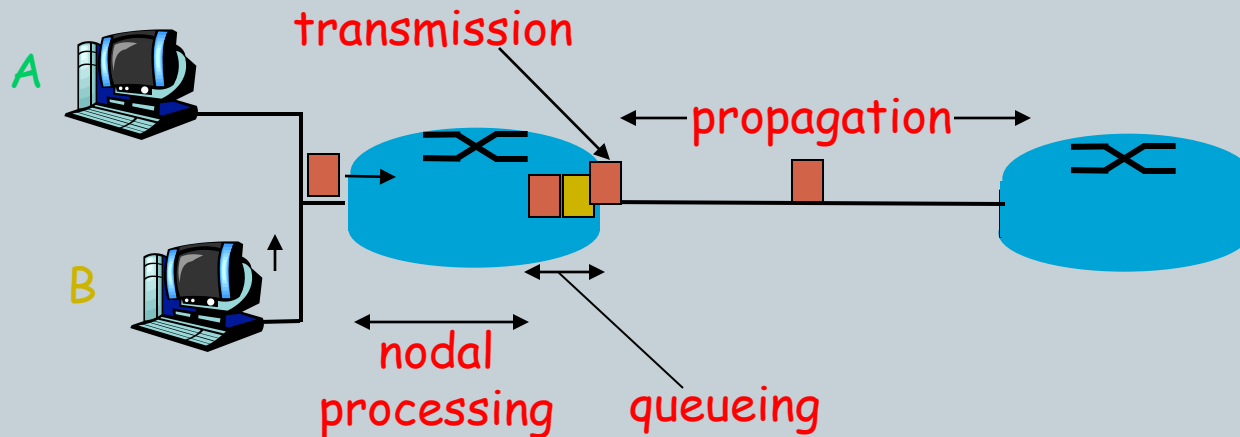 transmission
A
propagation
B
nodal
processing
queueing